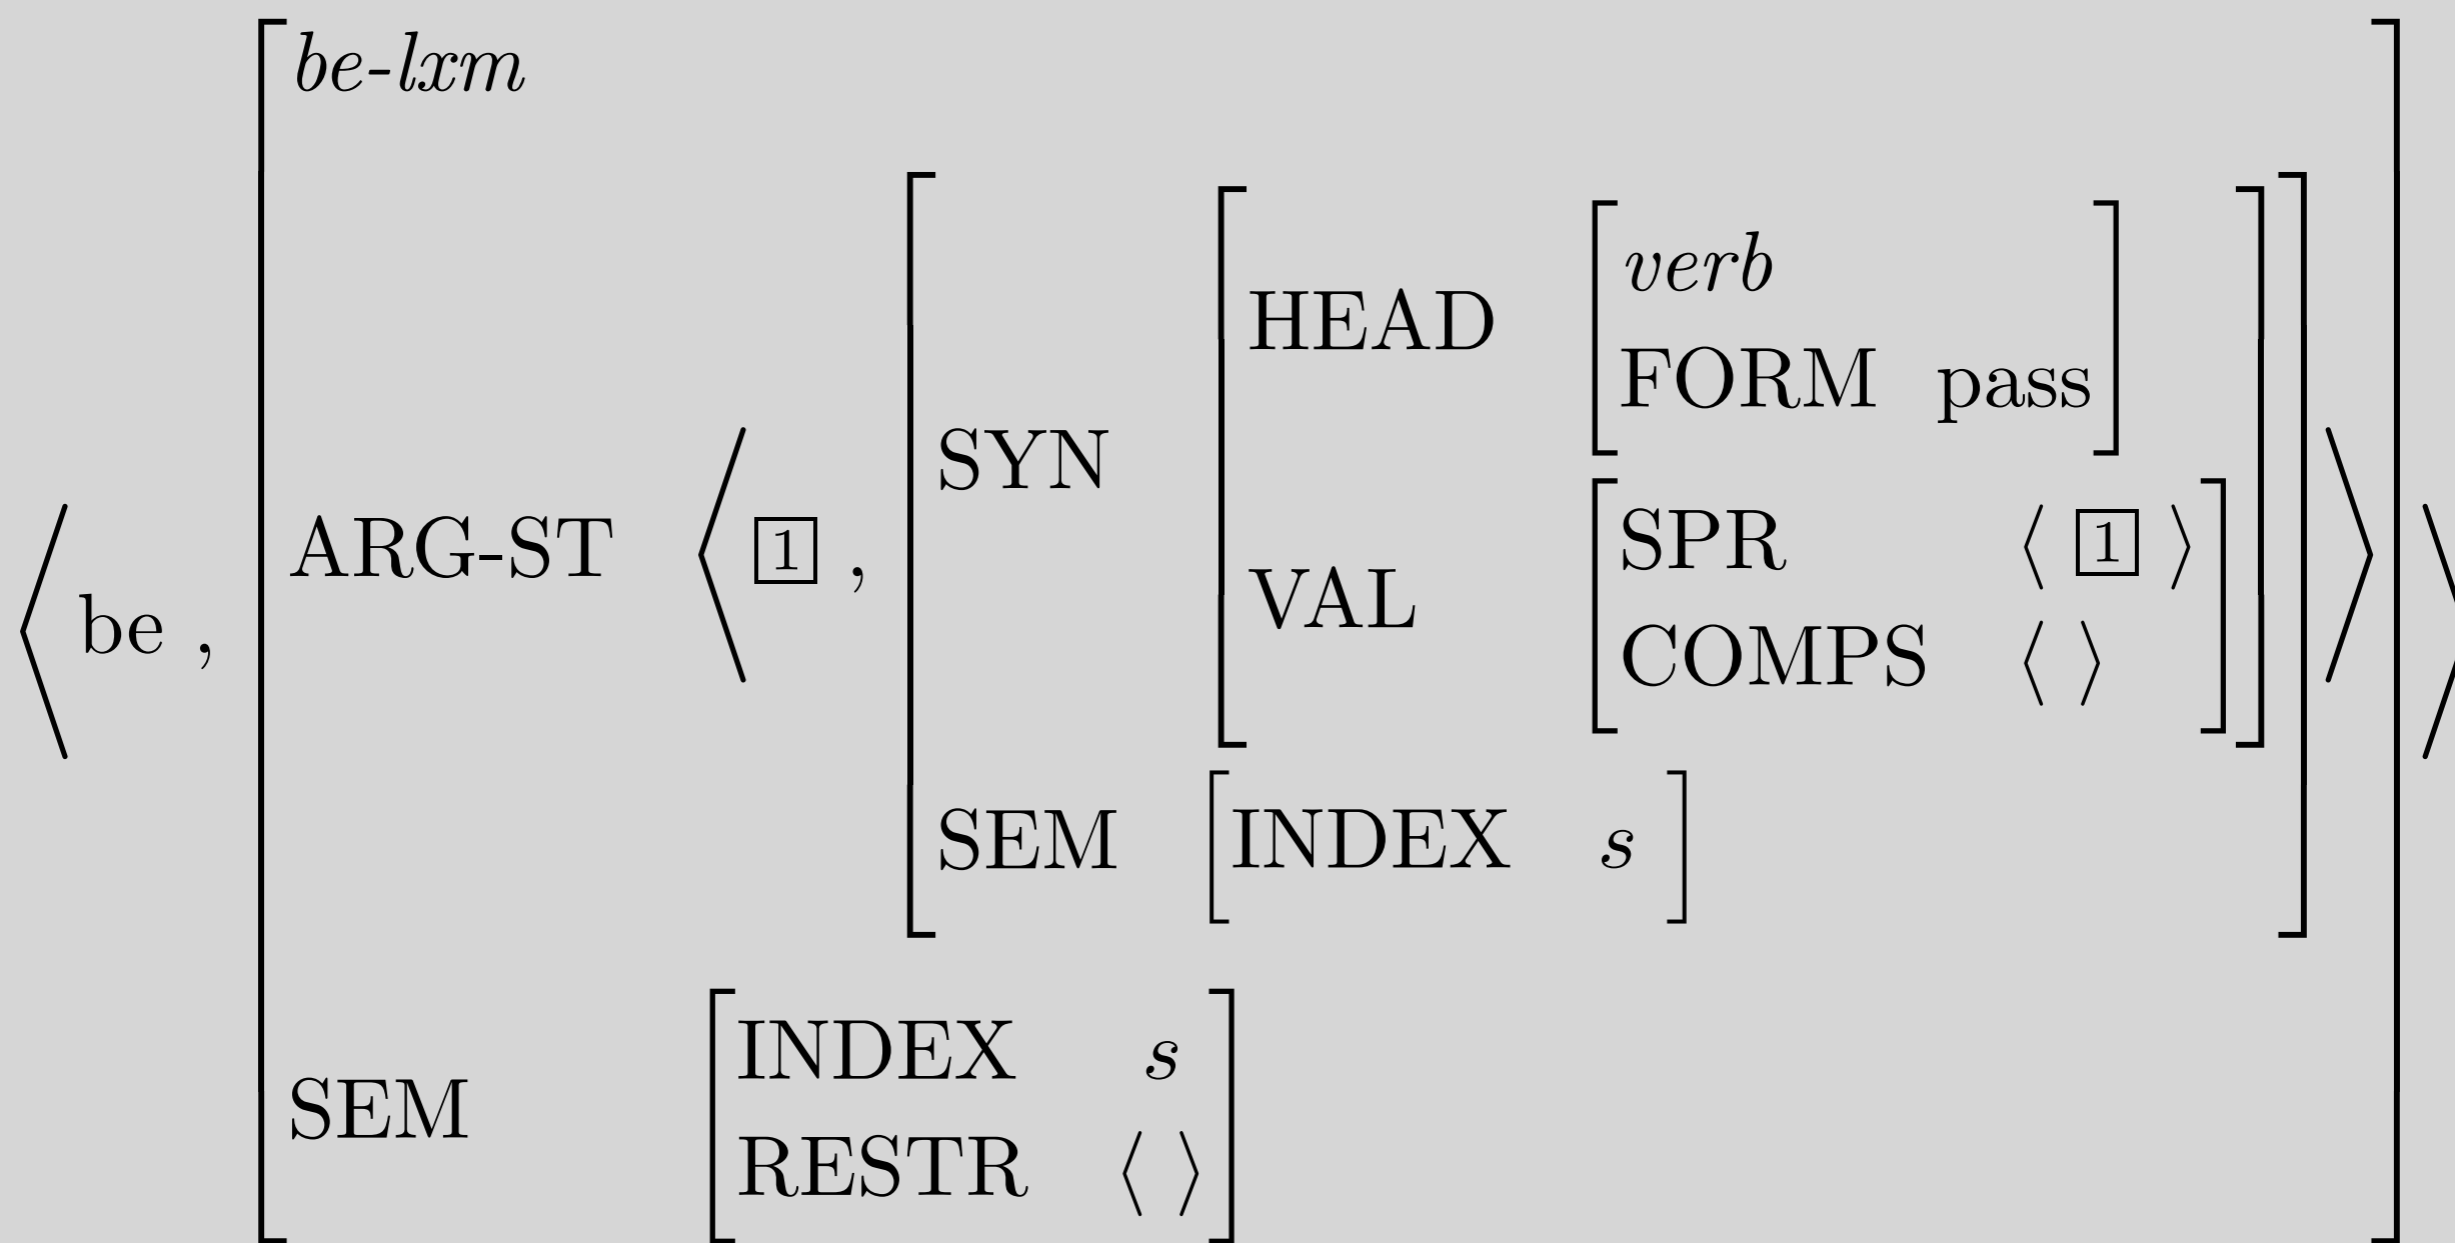 be-lxm
verb
HEAD
FORM pass
SYN
SPR ⟨ 1 ⟩
ARG-ST ⟨ 1 ,
VAL
⟨ be ,
COMPS ⟨ ⟩
SEM [INDEX s]
INDEX s
SEM
RESTR ⟨ ⟩